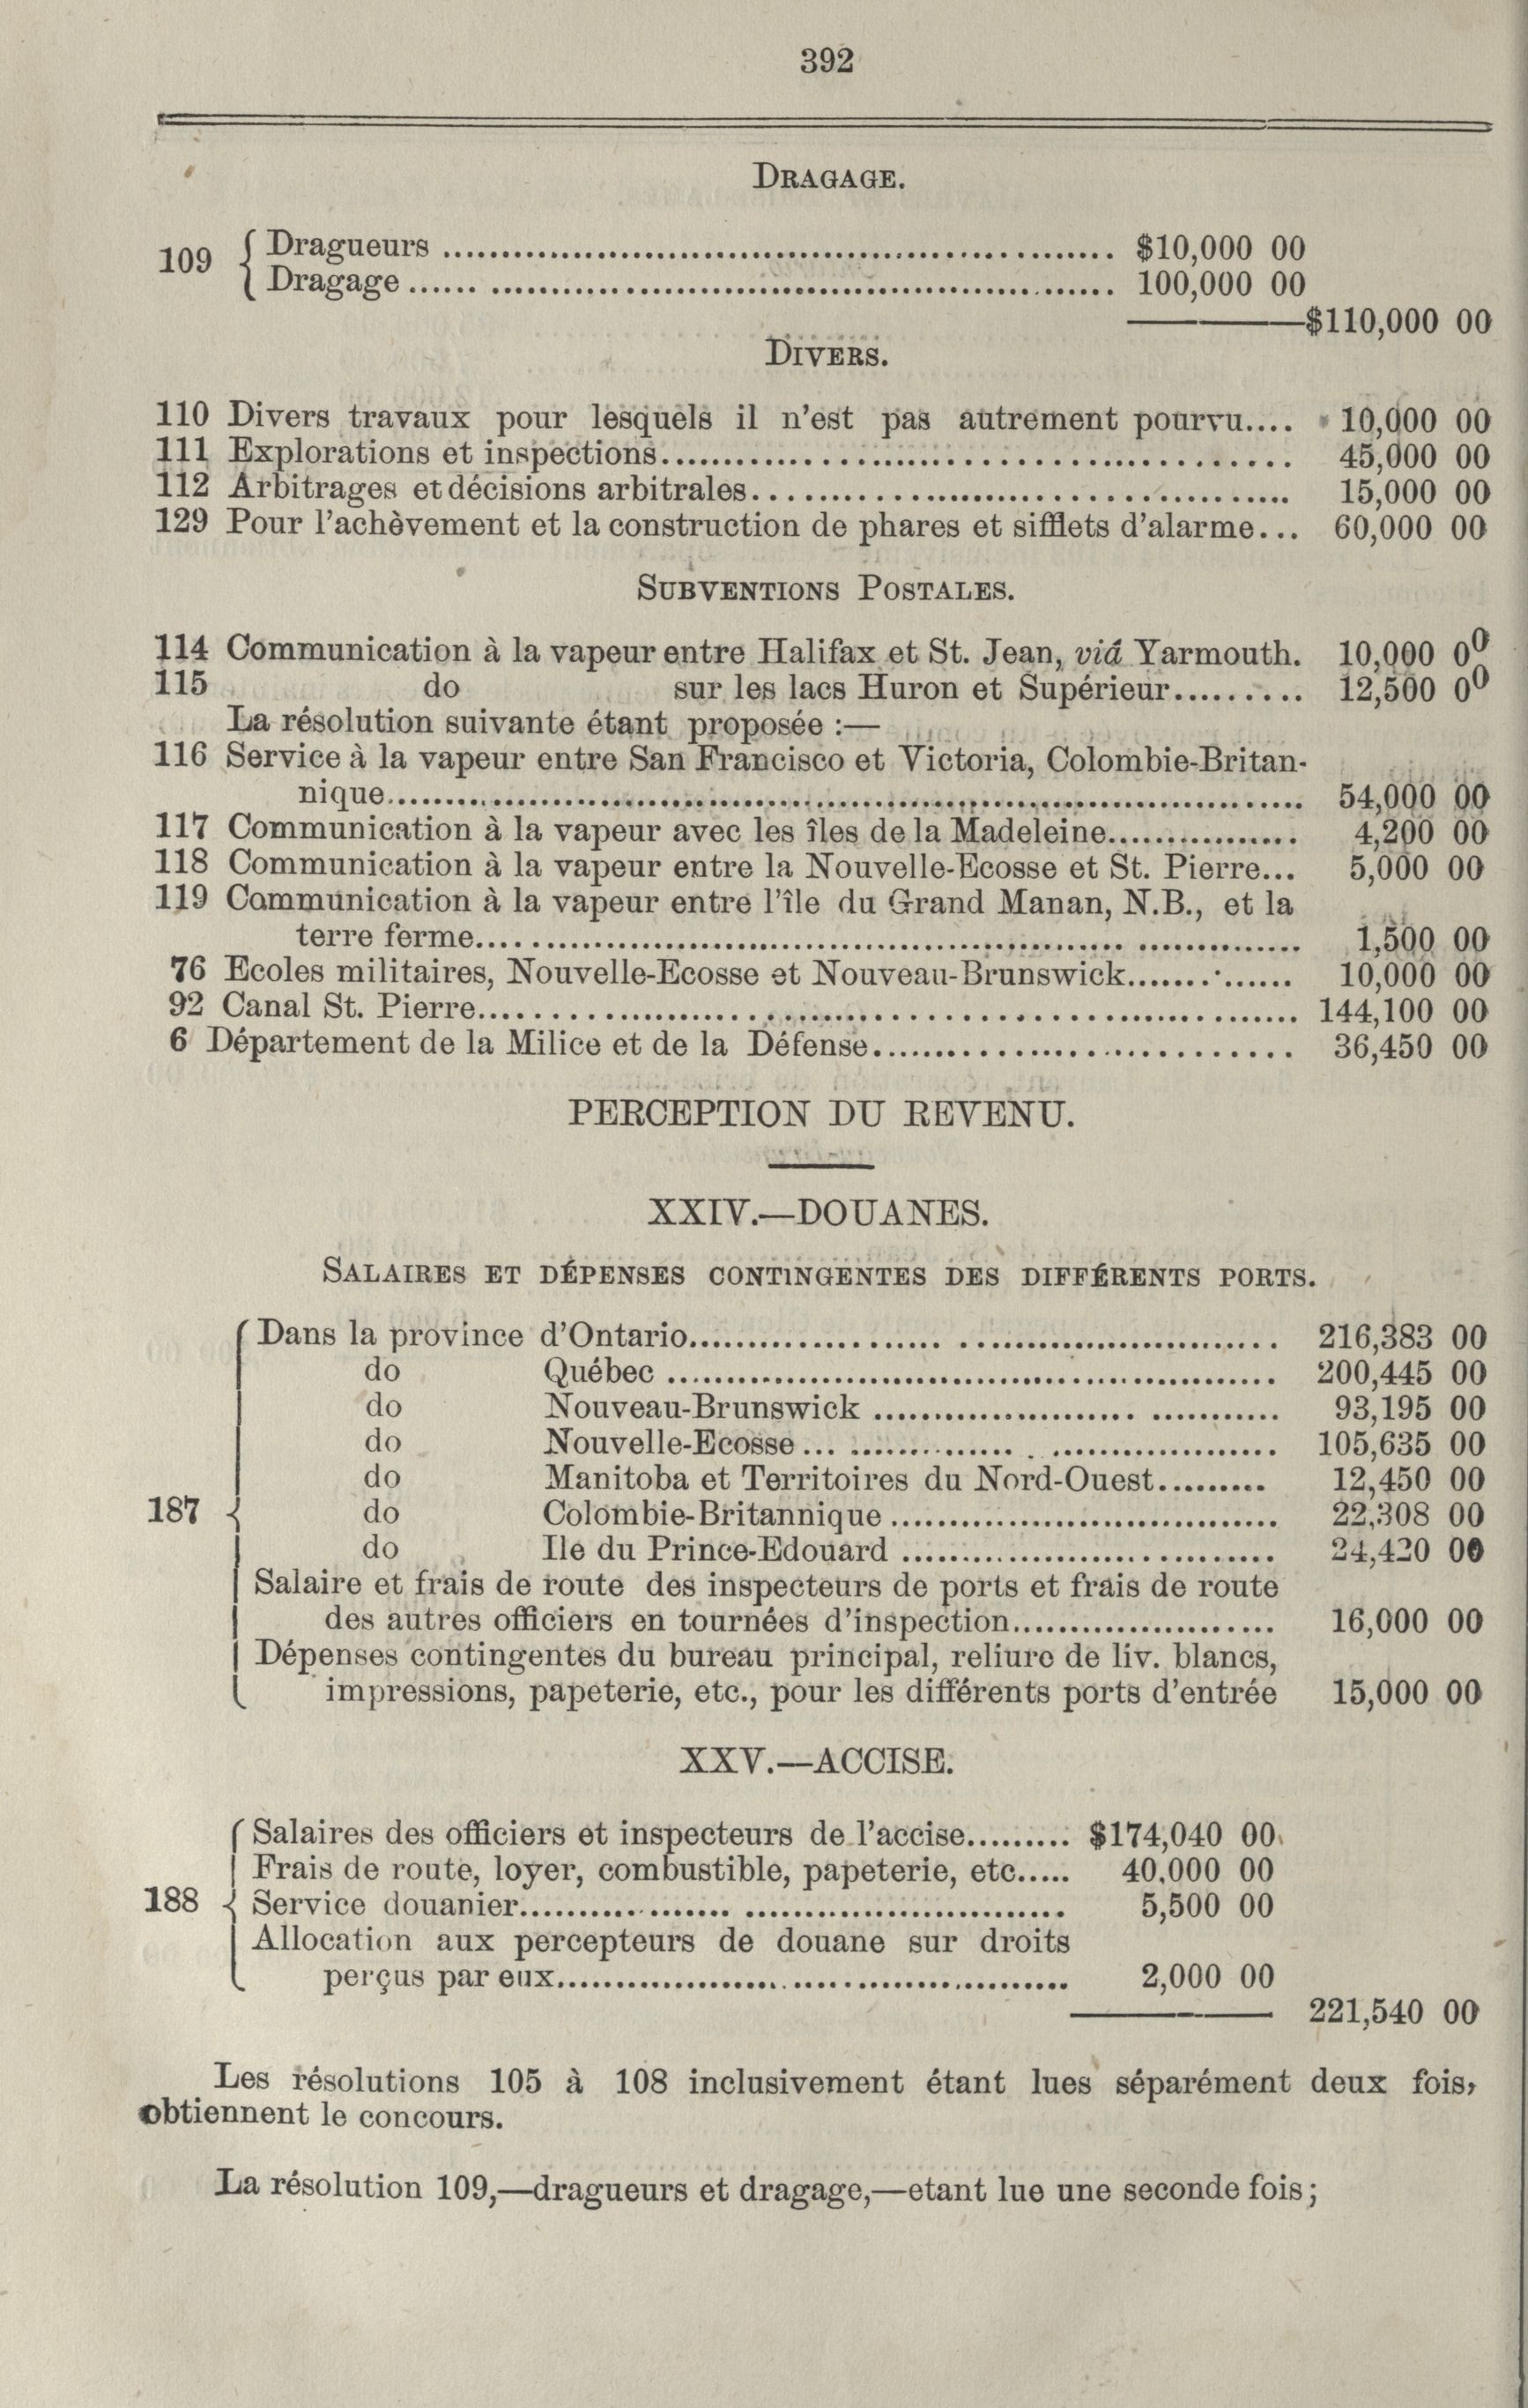 392
DRAGAGE.
109 { Dragueurs ........ $10,000 00
Dragage ........ 100,000 00
$110,000 00
DIVERS.
110 Divers travaux pour lesquels il n'est pas autrement pourvu.... 10,000 00
111 Explorations et inspections........ 45,000 00
112 Arbitrages et décisions arbitrales........ 15,000 00
129 Pour l'achèvement et la construction de phares et sifflets d'alarme... 60,000 00
SUBVENTIONS POSTALES.
114 Communication à la vapeur entre Halifax et St. Jean, viâ Yarmouth. 10,000 00
115 do sur les lacs Huron et Supérieur......... 12,500 00
La résolution suivante étant proposée :—
116 Service à la vapeur entre San Francisco et Victoria, Colombie-Britan-
nique........ 54,000 00
117 Communication à la vapeur avec les îles de la Madeleine........ 4,200 00
118 Communication à la vapeur entre la Nouvelle-Ecosse et St. Pierre... 5,000 00
119 Communication à la vapeur entre l'île du Grand Manan, N.B., et la
terre ferme........ 1,500 00
76 Ecoles militaires, Nouvelle-Ecosse et Nouveau-Brunswick........ 10,000 00
92 Canal St. Pierre........ 144,100 00
6 Département de la Milice et de la Défense........ 36,450 00
PERCEPTION DU REVENU.
XXIV.—DOUANES.
SALAIRES ET DÉPENSES CONTINGENTES DES DIFFÉRENTS PORTS.
Dans la province d'Ontario........ 216,383 00
do Québec ........ 200,445 00
do Nouveau-Brunswick ........ 93,195 00
do Nouvelle-Ecosse ........ 105,635 00
do Manitoba et Territoires du Nord-Ouest......... 12,450 00
187 { do Colombie-Britannique ........ 22,308 00
do Ile du Prince-Edouard ........ 24,420 00
Salaire et frais de route des inspecteurs de ports et frais de route
des autres officiers en tournées d'inspection........ 16,000 00
Dépenses contingentes du bureau principal, reliure de liv. blancs,
impressions, papeterie, etc., pour les différents ports d'entrée 15,000 00
XXV.—ACCISE.
Salaires des officiers et inspecteurs de l'accise......... $174,040 00
Frais de route, loyer, combustible, papeterie, etc..... 40,000 00
188 { Service douanier........ 5,500 00
Allocation aux percepteurs de douane sur droits
perçus par eux........ 2,000 00
221,540 00
Les résolutions 105 à 108 inclusivement étant lues séparément deux fois,
obtiennent le concours.
La résolution 109,—dragueurs et dragage,—etant lue une seconde fois;